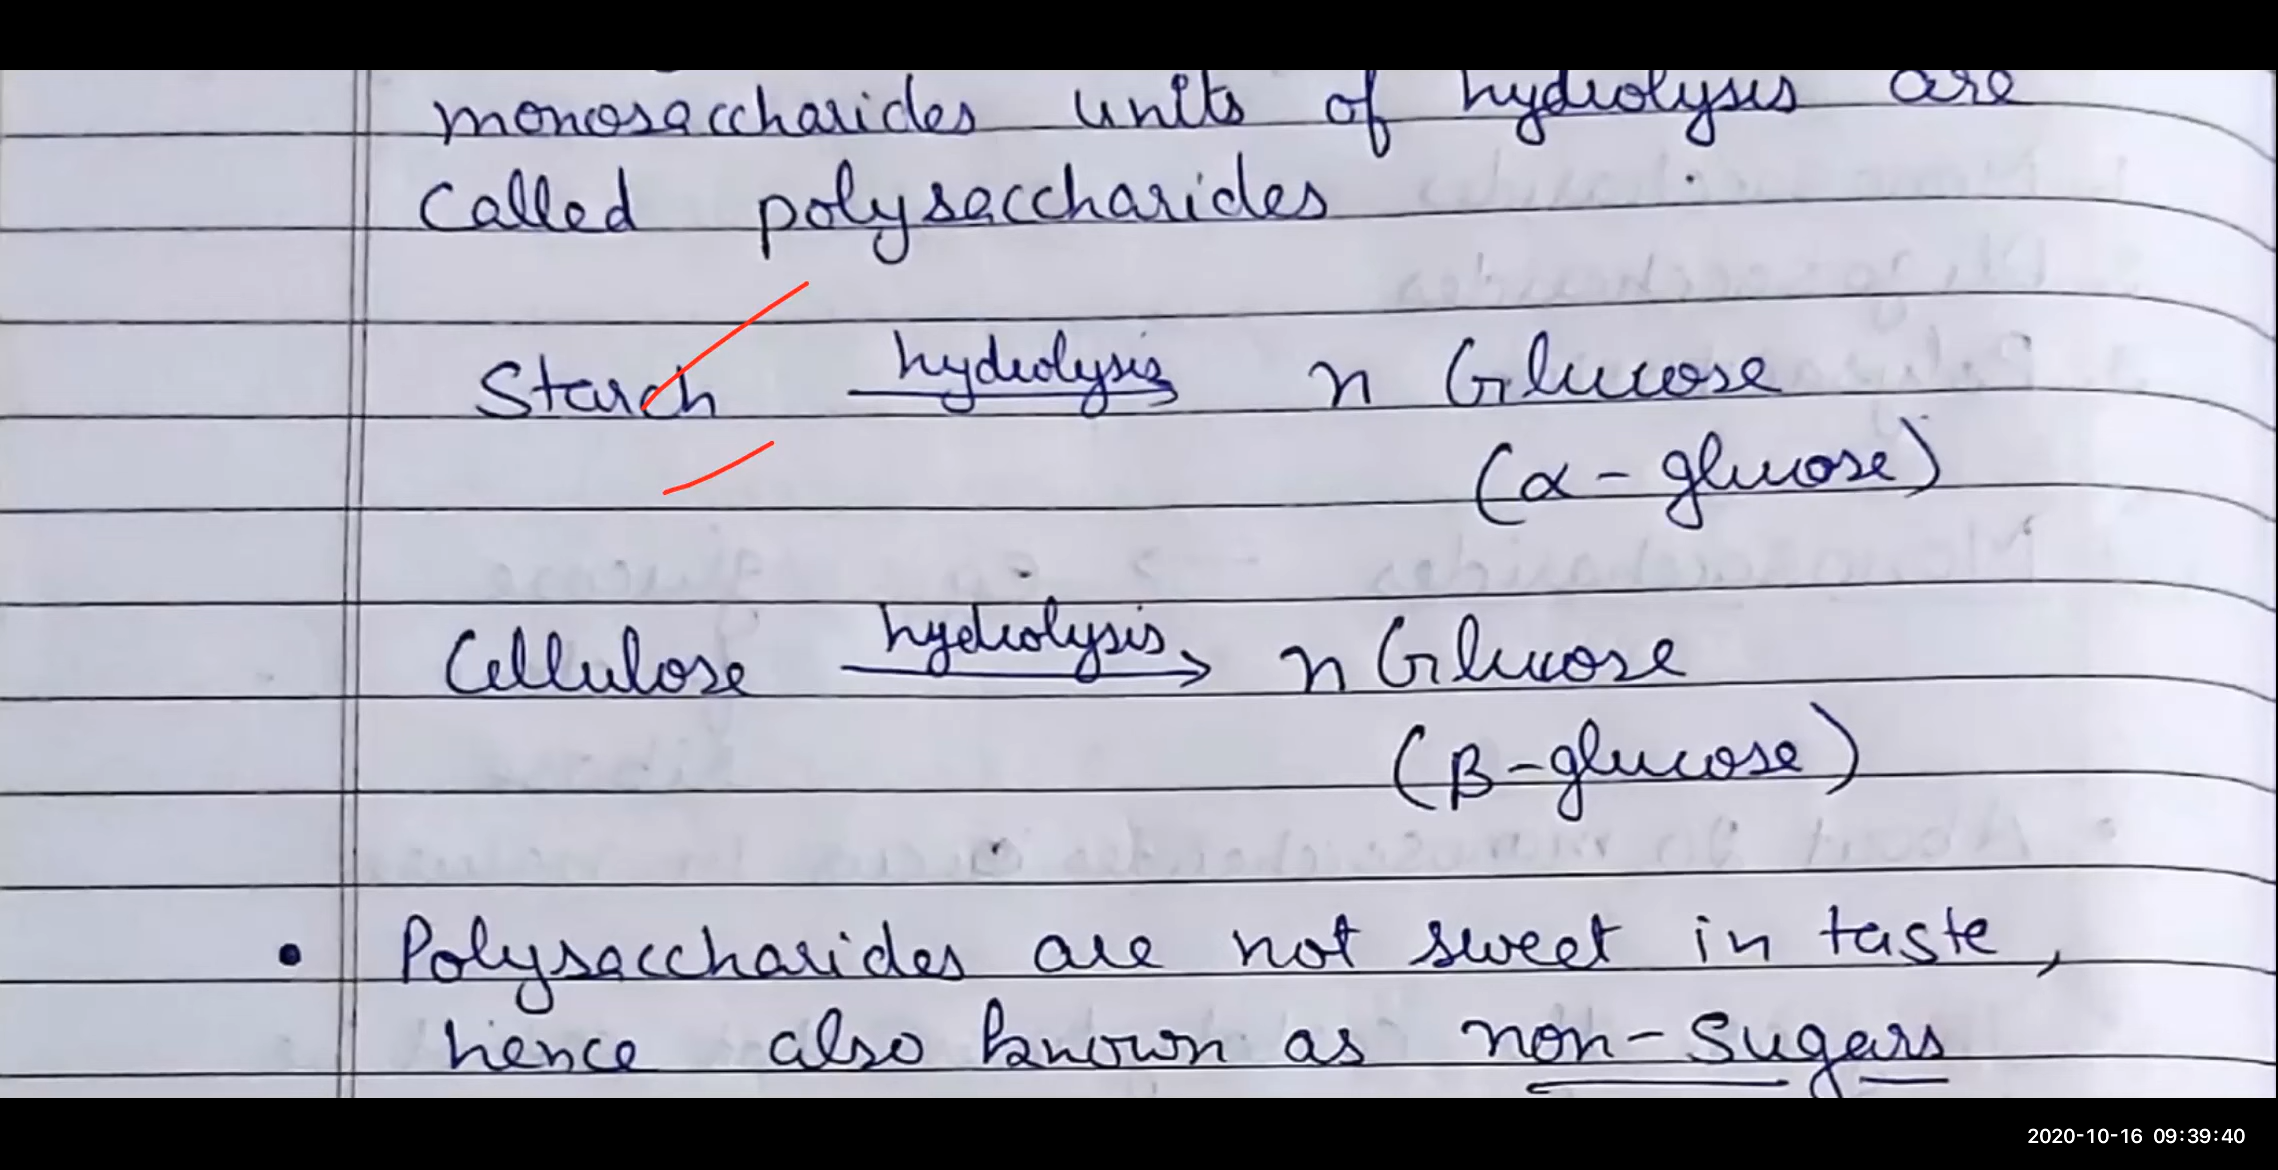 monosaccharides units of hydrolysis are
called polysaccharides
Starch hydrolysis n Glucose
(α - glucose)
Cellulose hydrolysis n Glucose
(β - glucose)
• Polysaccharides are not sweet in taste,
hence also known as non-sugars
2020-10-16 09:39:40